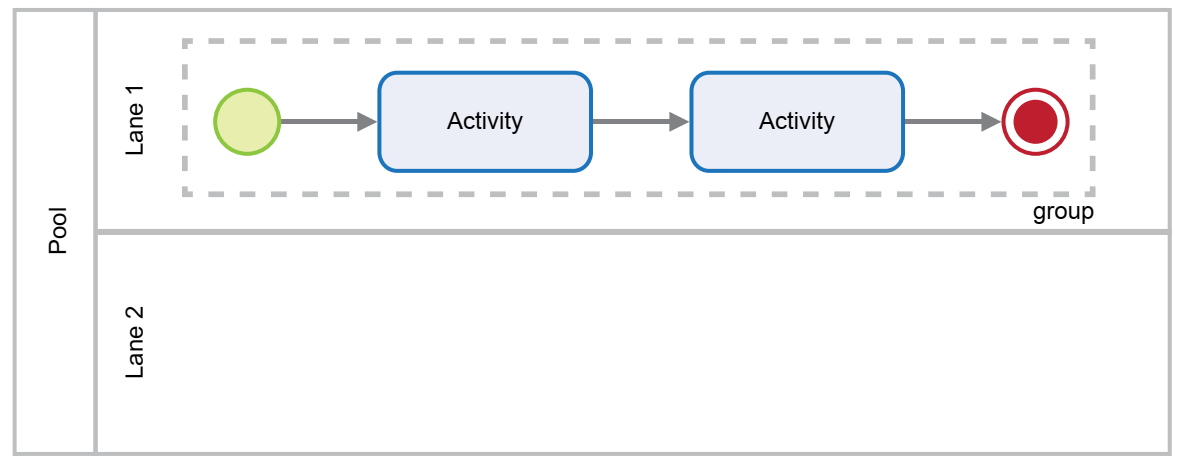 Pool
Lane 1
Activity
Activity
group
Lane 2